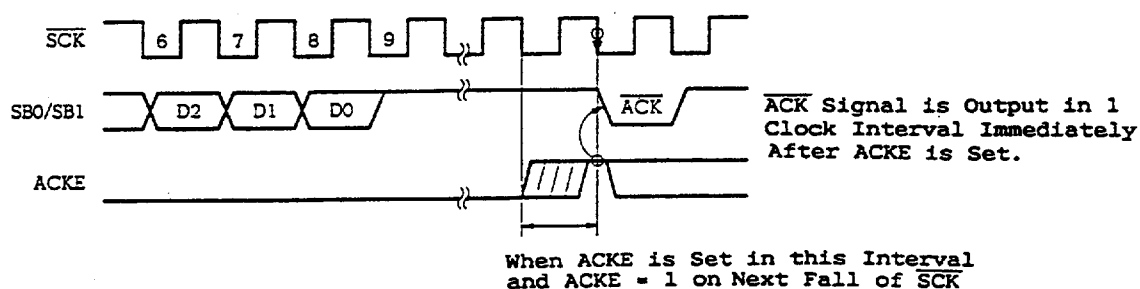 SCK
6 7 8 9
SB0/SB1
D2 D1 D0
ACK
ACK Signal is Output in 1
Clock Interval Immediately
After ACKE is Set.
ACKE
When ACKE is Set in this Interval
and ACKE = 1 on Next Fall of SCK